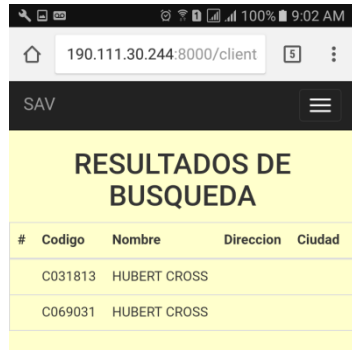 100% 9:02 AM
190.111.30.244:8000/client 5
SAV
RESULTADOS DE
BUSQUEDA
# Codigo Nombre Direccion Ciudad
C031813 HUBERT CROSS
C069031 HUBERT CROSS